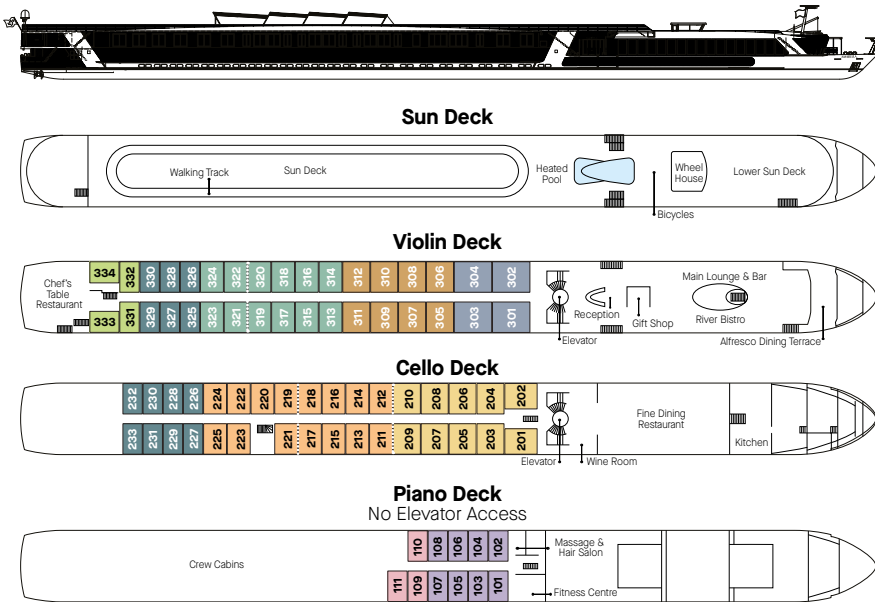 Sun Deck
Walking Track
Sun Deck
Heated
Pool
Wheel
House
Lower Sun Deck
Bicycles
Violin Deck
334 332 330 328 326 324 322 320 318 316 314 312 310 308 306 304 302
Chef's
Table
Restaurant
333 331 329 327 325 323 321 319 317 315 313 311 309 307 305 303 301
Main Lounge & Bar
Reception
Gift Shop
River Bistro
Elevator
Alfresco Dining Terrace
Cello Deck
232 230 228 226 224 222 220 219 218 216 214 212 210 208 206 204 202
233 231 229 227 225 223 221 217 215 213 211 209 207 205 203 201
Fine Dining
Restaurant
Kitchen
Elevator
Wine Room
Piano Deck
No Elevator Access
110 108 106 104 102
Massage &
Hair Salon
Crew Cabins
111 109 107 105 103 101
Fitness Centre